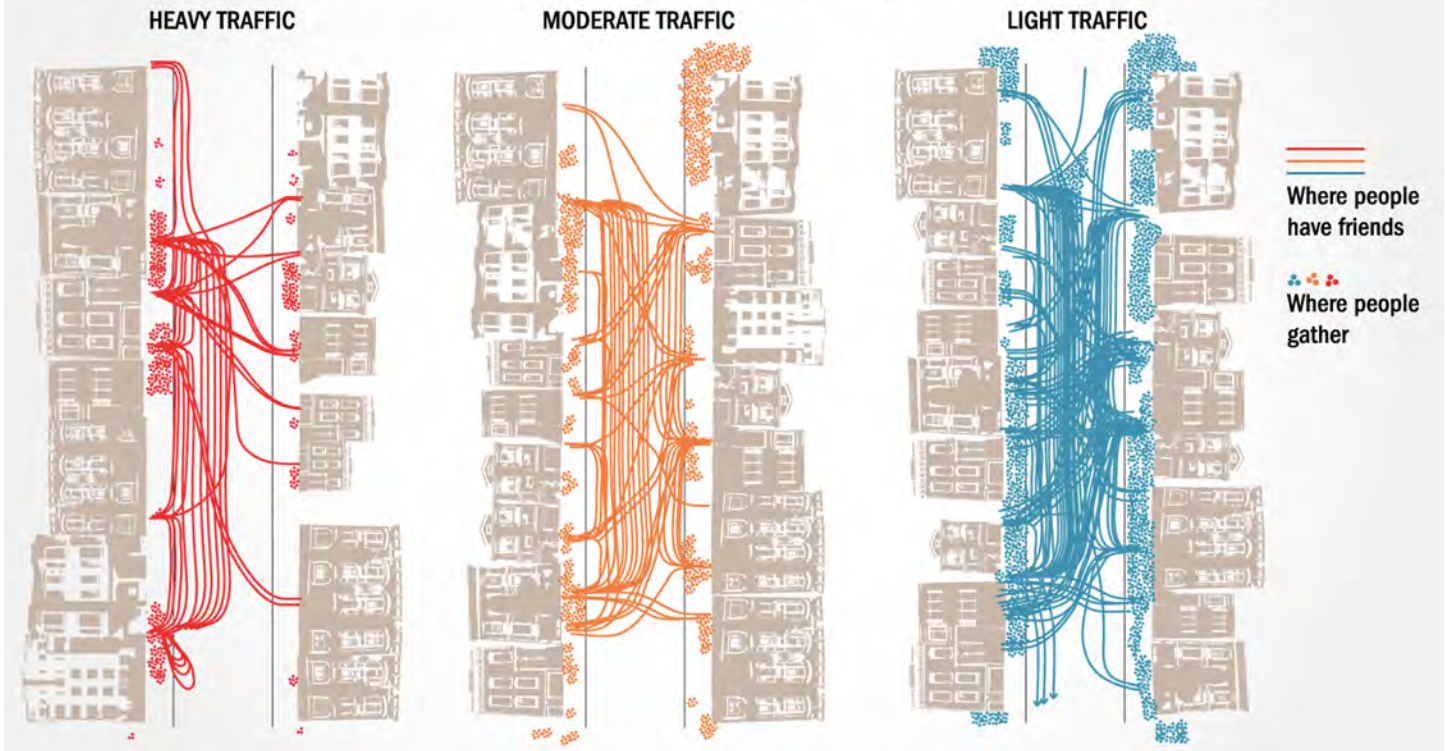 HEAVY TRAFFIC
MODERATE TRAFFIC
LIGHT TRAFFIC
Where people
have friends
Where people
gather